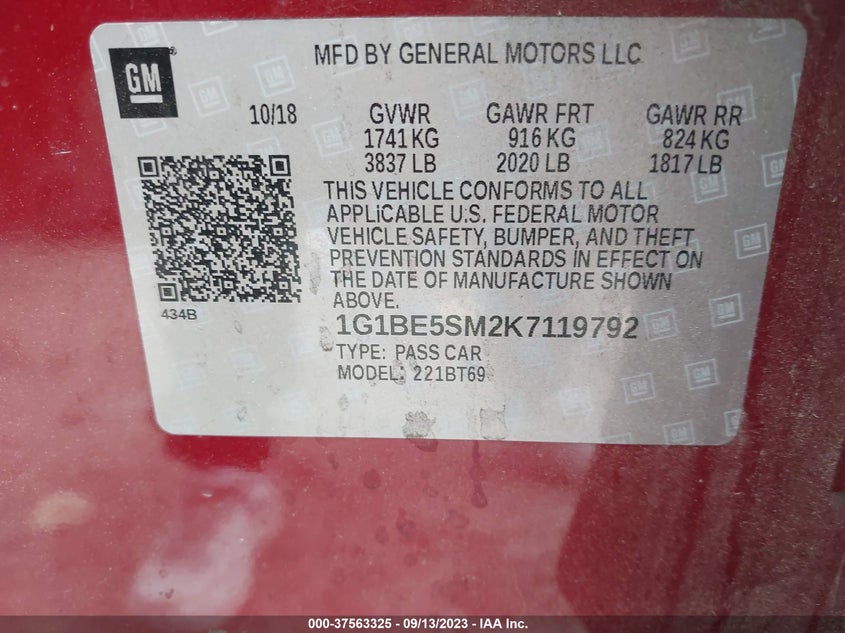 GM
MFD BY GENERAL MOTORS LLC
10/18
GVWR
1741 KG
3837 LB
GAWR FRT
916 KG
2020 LB
GAWR RR
824 KG
1817 LB
THIS VEHICLE CONFORMS TO ALL
APPLICABLE U.S. FEDERAL MOTOR
VEHICLE SAFETY, BUMPER, AND THEFT
PREVENTION STANDARDS IN EFFECT ON
THE DATE OF MANUFACTURE SHOWN
ABOVE.
434B
1G1BE5SM2K7119792
TYPE: PASS CAR
MODEL: 221BT69
000-37563325 | 09/13/2023 | IAA Inc.